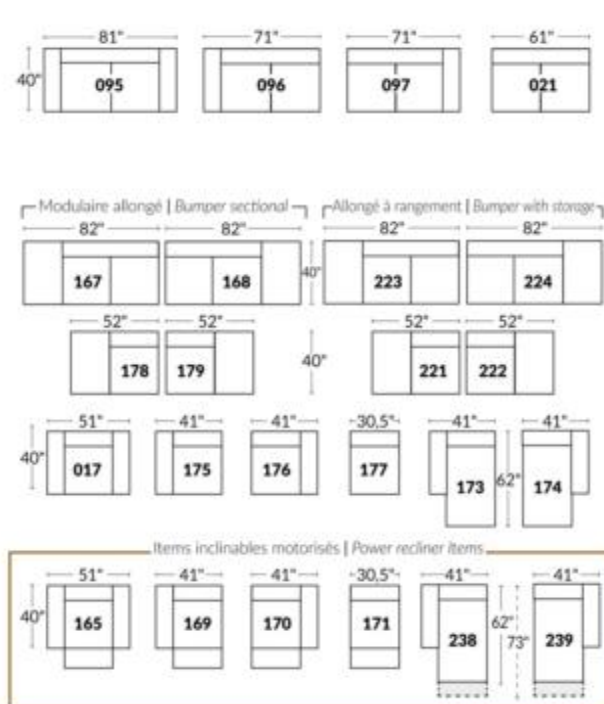 81" 71" 71" 61"
40" 095 096 097 021
Modulaire allongé | Bumper sectional Allongé à rangement | Bumper with storage
82" 82" 82" 82"
167 168 40" 223 224
52" 52" 52" 52"
178 179 40" 221 222
51" 41" 41" 30,5" 41" 41"
40" 017 175 176 177 173 62" 174
Items inclinables motorisés | Power recliner items
51" 41" 41" 30,5" 41" 41"
40" 165 169 170 171 238 62" 73" 239